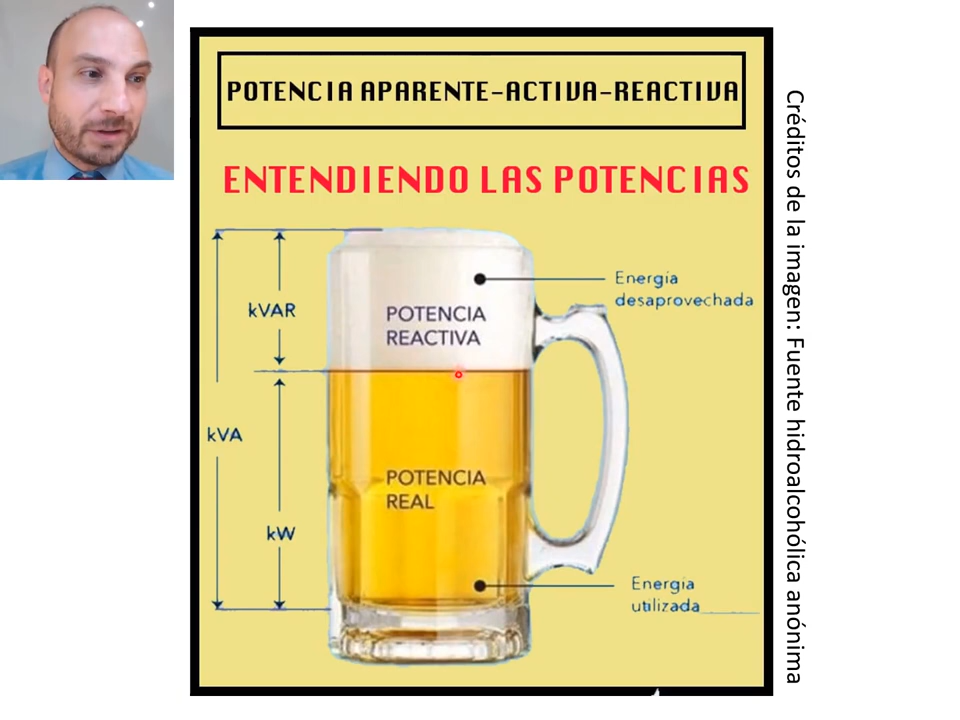 POTENCIA APARENTE-ACTIVA-REACTIVA
ENTENDIENDO LAS POTENCIAS
kVAR
POTENCIA
REACTIVA
Energía
desaprovechada
kVA
POTENCIA
REAL
kW
Energía
utilizada
Créditos de la imagen: Fuente hidroalcohólica anónima